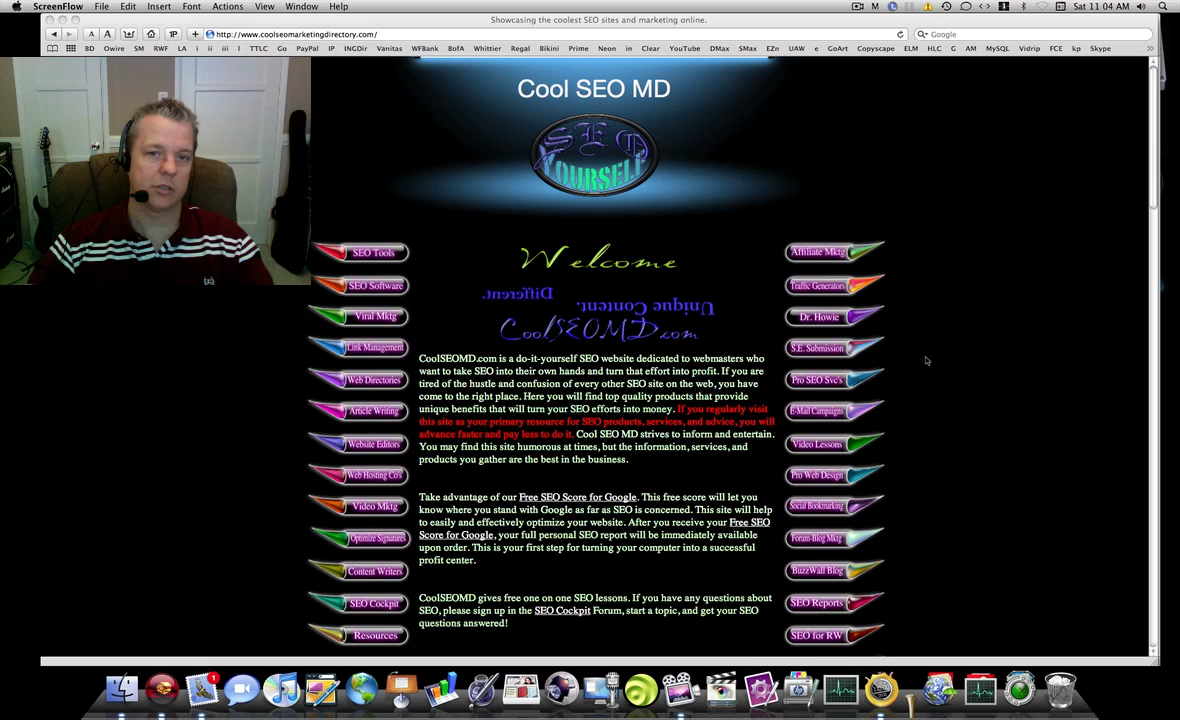 ScreenFlow File Edit Insert Font Actions View Window Help Sat 11:04 AM
Showcasing the coolest SEO sites and marketing online.
A A 1P + http://www.coolseomarketingdirectory.com/ Google
BD Owire SM RWF LA i ii iii l TTLC Go PayPal IP INGDir Vanitas WFBank BofA Whittier Regal Bikini Prime Neon in Clear YouTube DMax SMax EZn UAW e GoArt Copyscape ELM HLC G AM MySQL Vidrip FCE kp Skype
Cool SEO MD
SEO
YOURSELF
Welcome
Different.
Unique Content.
CoolSEOMD.com
SEO Tools
SEO Software
Viral Mktg
Link Management
Web Directories
Article Writing
Website Editors
Web Hosting Co's
Video Mktg
Optimize Signatures
Content Writers
SEO Cockpit
Resources
CoolSEOMD.com is a do-it-yourself SEO website dedicated to webmasters who
want to take SEO into their own hands and turn that effort into profit. If you are
tired of the hustle and confusion of every other SEO site on the web, you have
come to the right place. Here you will find top quality products that provide
unique benefits that will turn your SEO efforts into money. If you regularly visit
this site as your primary resource for SEO products, services, and advice, you will
advance faster and pay less to do it. Cool SEO MD strives to inform and entertain.
You may find this site humorous at times, but the information, services, and
products you gather are the best in the business.
Take advantage of our Free SEO Score for Google. This free score will let you
know where you stand with Google as far as SEO is concerned. This site will help
to easily and effectively optimize your website. After you receive your Free SEO
Score for Google, your full personal SEO report will be immediately available
upon order. This is your first step for turning your computer into a successful
profit center.
CoolSEOMD gives free one on one SEO lessons. If you have any questions about
SEO, please sign up in the SEO Cockpit Forum, start a topic, and get your SEO
questions answered!
Affiliate Mktg
Traffic Generators
Dr. Howie
S.E. Submission
Pro SEO Svc's
E-Mail Campaigns
Video Lessons
Pro Web Design
Social Bookmarking
Forum-Blog Mktg
BuzzWall Blog
SEO Reports
SEO for RW
1